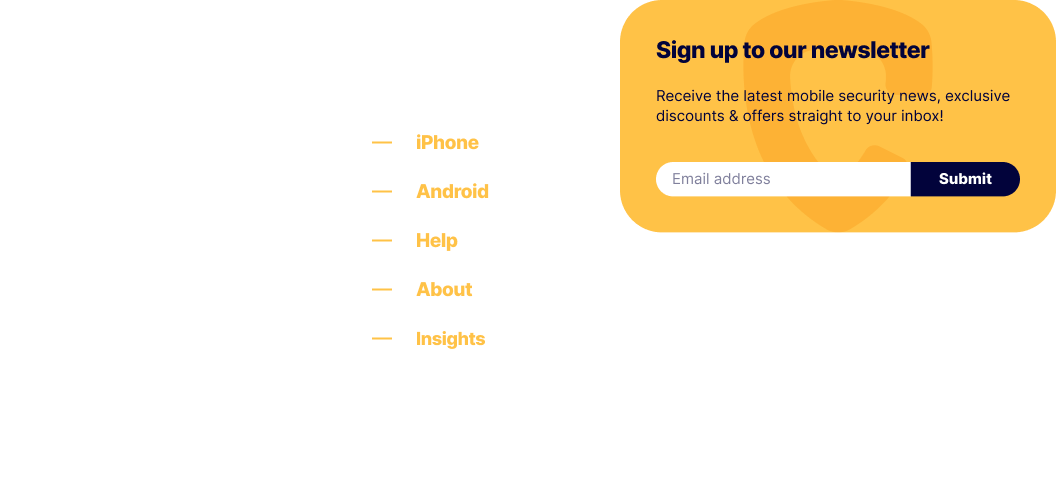 iPhone
Android
Help
About
Insights
Sign up to our newsletter
Receive the latest mobile security news, exclusive
discounts & offers straight to your inbox!
Email address
Submit